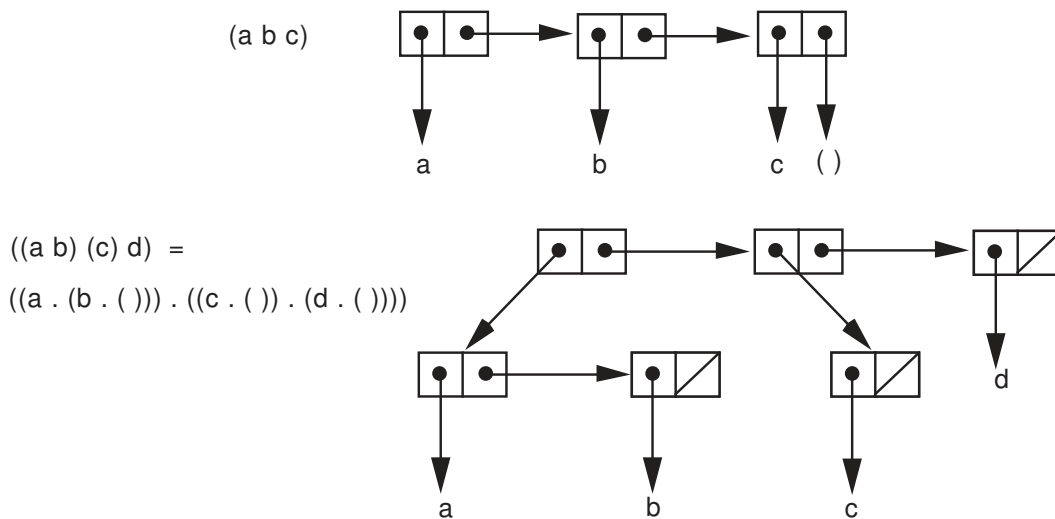 (a b c)
a b c ( )
((a b) (c) d) =
((a . (b . ( ))) . ((c . ( )) . (d . ( ))))
d
a b c